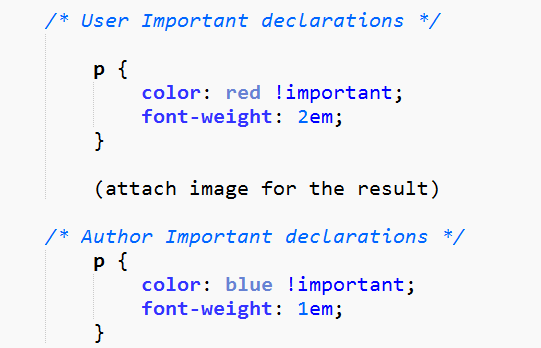 /* User Important declarations */
p {
color: red !important;
font-weight: 2em;
}
(attach image for the result)
/* Author Important declarations */
p {
color: blue !important;
font-weight: 1em;
}